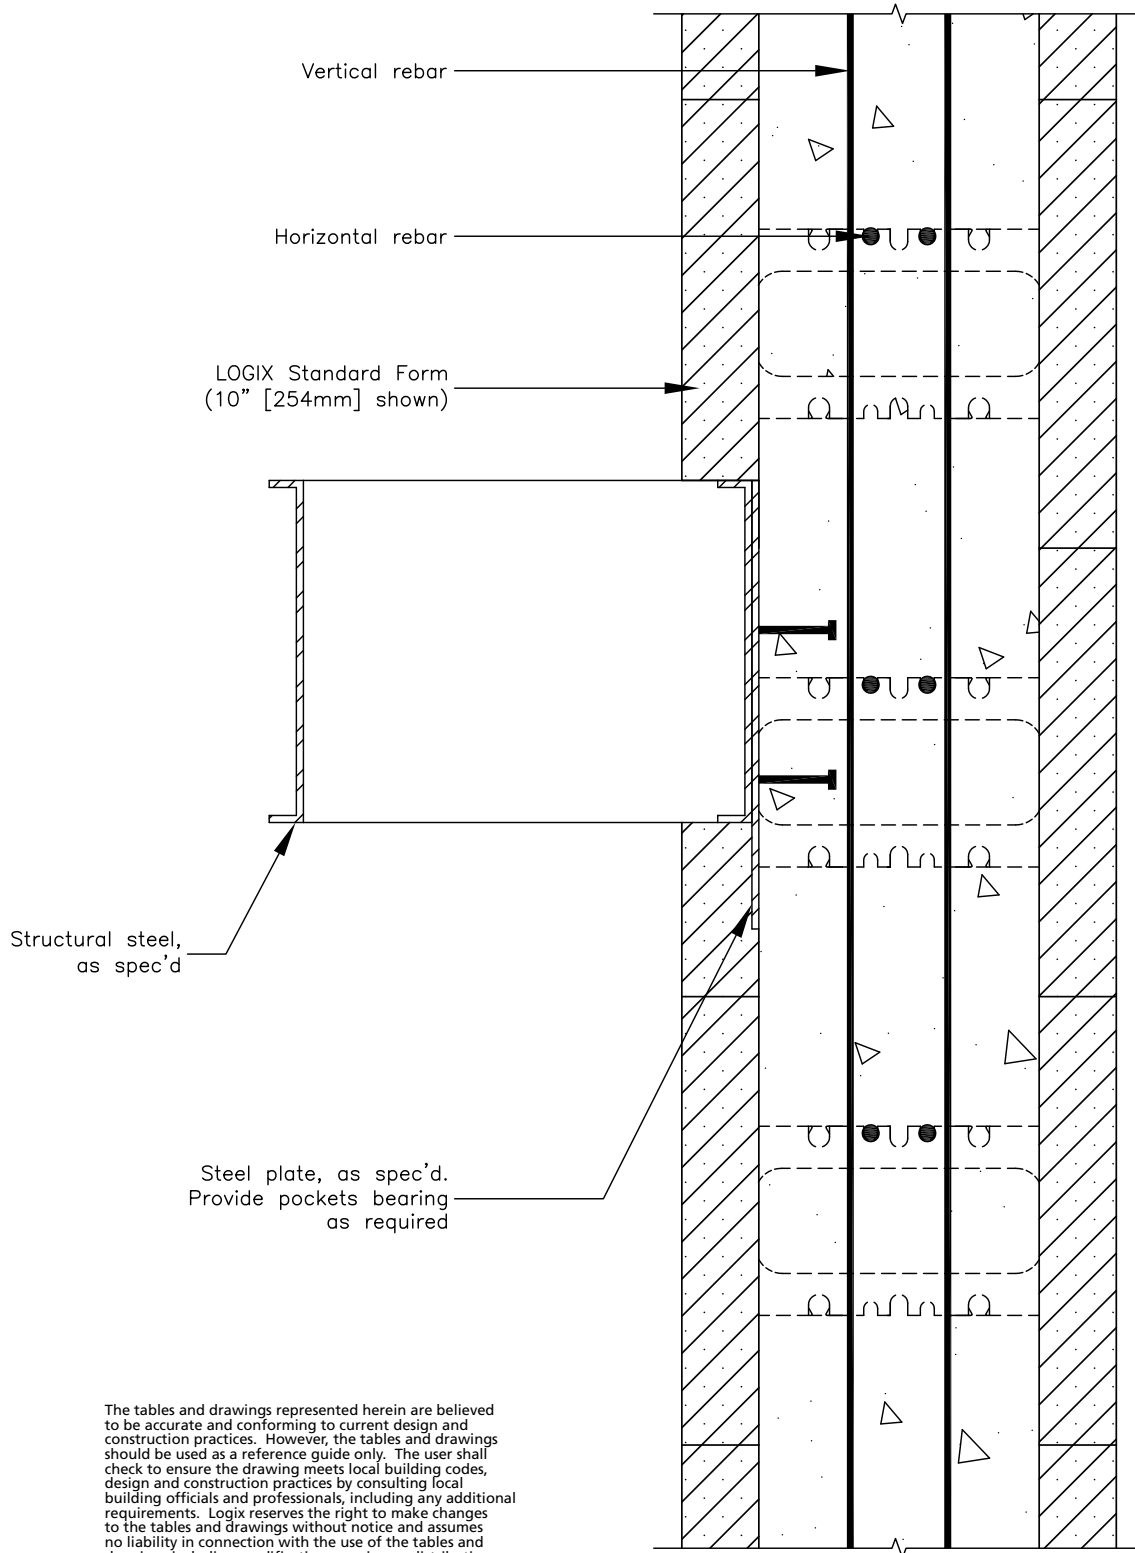 Vertical rebar
Horizontal rebar
LOGIX Standard Form
(10" [254mm] shown)
Structural steel,
as spec'd
Steel plate, as spec'd.
Provide pockets bearing
as required
The tables and drawings represented herein are believed
to be accurate and conforming to current design and
construction practices. However, the tables and drawings
should be used as a reference guide only. The user shall
check to ensure the drawing meets local building codes,
design and construction practices by consulting local
building officials and professionals, including any additional
requirements. Logix reserves the right to make changes
to the tables and drawings without notice and assumes
no liability in connection with the use of the tables and